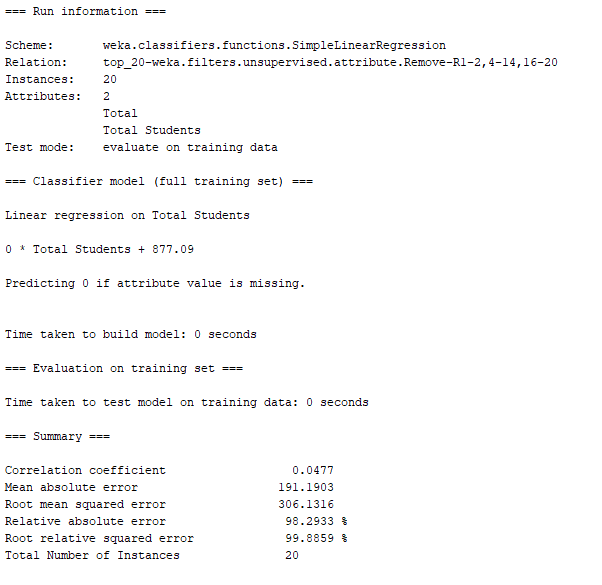 === Run information ===
Scheme: weka.classifiers.functions.SimpleLinearRegression
Relation: top_20-weka.filters.unsupervised.attribute.Remove-R1-2,4-14,16-20
Instances: 20
Attributes: 2
Total
Total Students
Test mode: evaluate on training data
=== Classifier model (full training set) ===
Linear regression on Total Students
0 * Total Students + 877.09
Predicting 0 if attribute value is missing.
Time taken to build model: 0 seconds
=== Evaluation on training set ===
Time taken to test model on training data: 0 seconds
=== Summary ===
Correlation coefficient 0.0477
Mean absolute error 191.1903
Root mean squared error 306.1316
Relative absolute error 98.2933 %
Root relative squared error 99.8859 %
Total Number of Instances 20